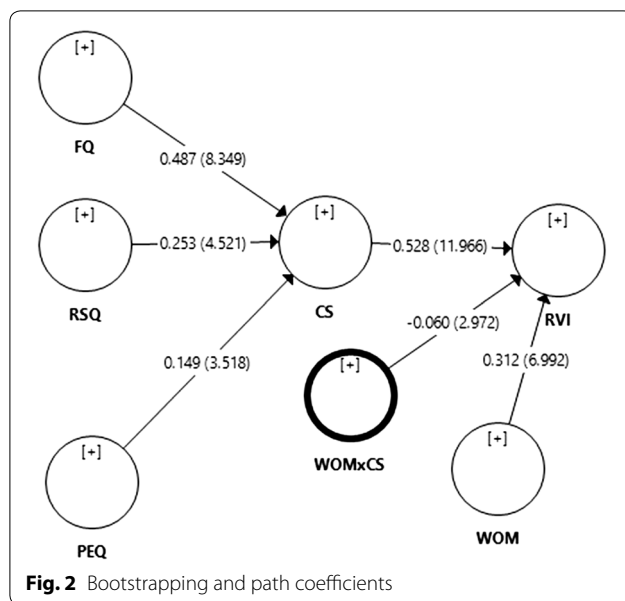 [+]
FQ
0.487 (8.349)
[+]
RSQ
0.253 (4.521)
[+]
CS
0.528 (11.966)
[+]
RVI
-0.060 (2.972)
0.149 (3.518)
0.312 (6.992)
[+]
WOMxCS
[+]
PEQ
[+]
WOM
Fig. 2 Bootstrapping and path coefficients